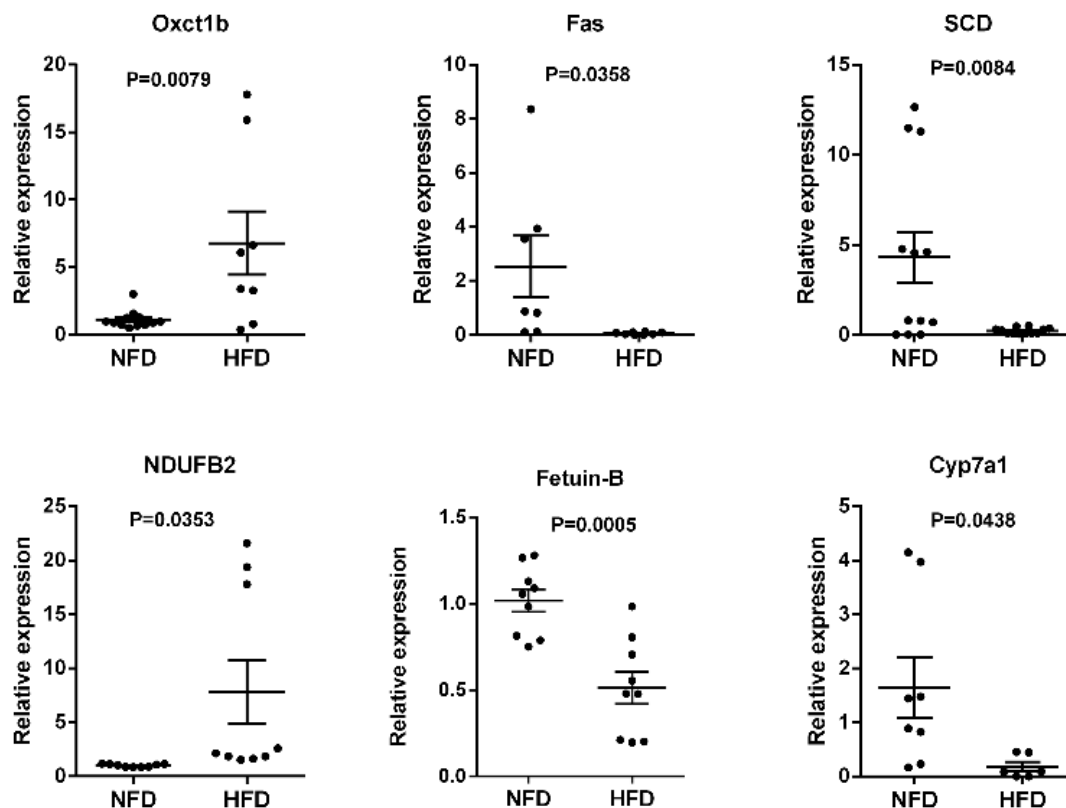 Oxct1b
P=0.0079
Relative expression
20
15
10
5
0
NFD HFD
Fas
P=0.0358
Relative expression
10
8
6
4
2
0
NFD HFD
SCD
P=0.0084
Relative expression
15
10
5
0
NFD HFD
NDUFB2
P=0.0353
Relative expression
25
20
15
10
5
0
NFD HFD
Fetuin-B
P=0.0005
Relative expression
1.5
1.0
0.5
0.0
NFD HFD
Cyp7a1
P=0.0438
Relative expression
5
4
3
2
1
0
NFD HFD